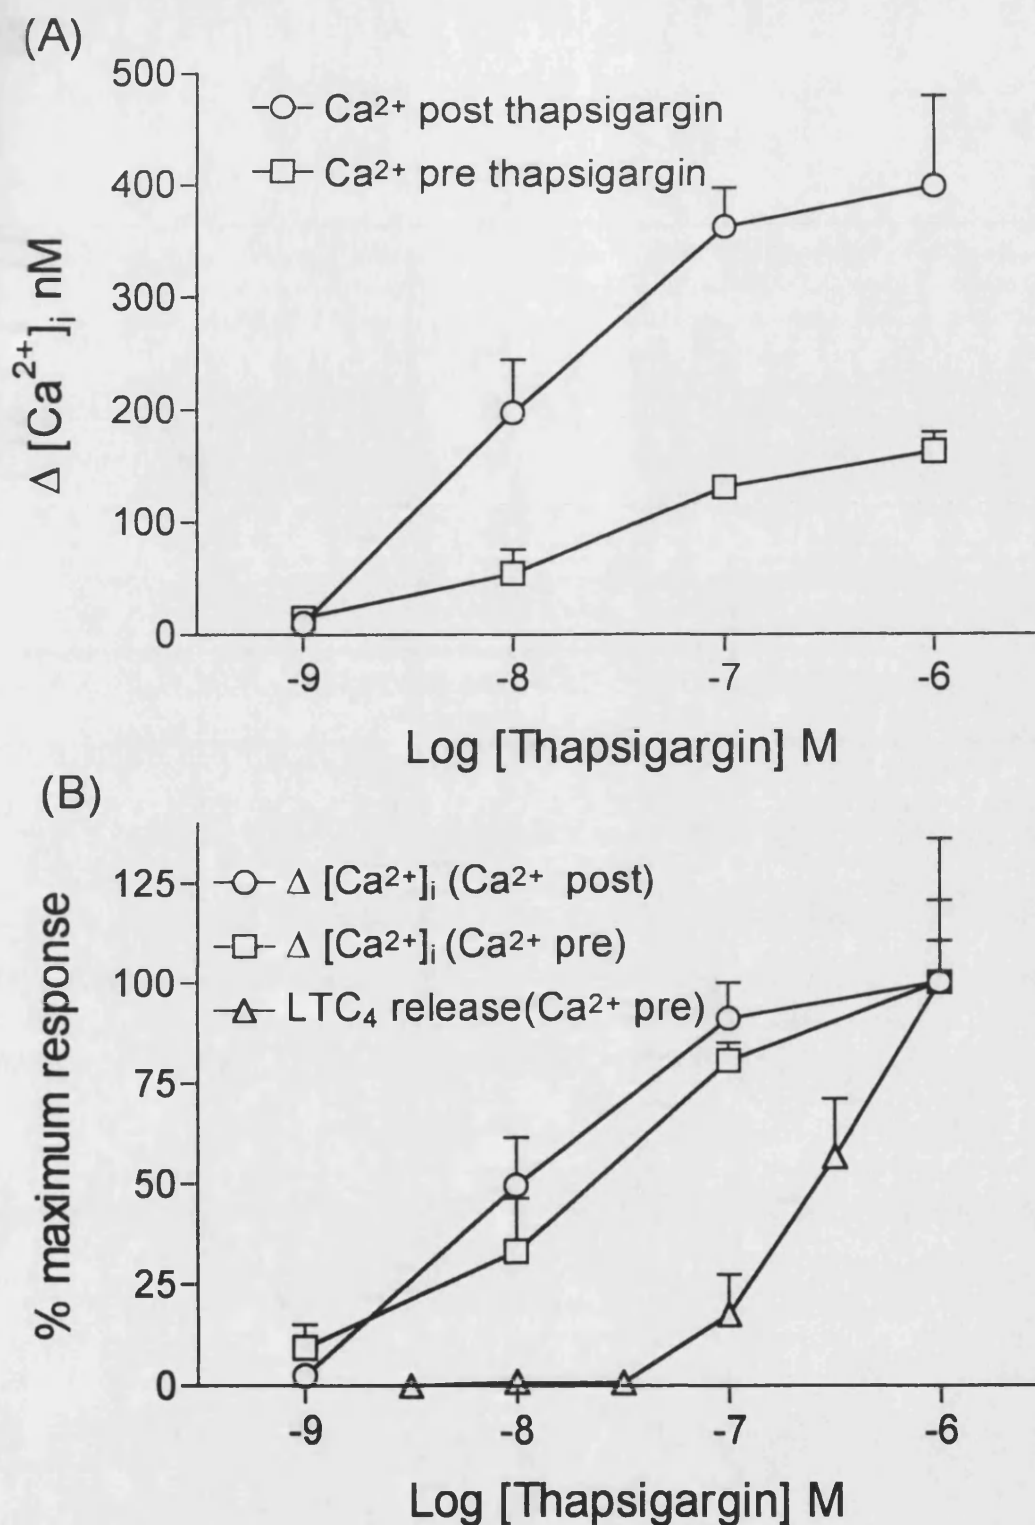 (A)
500
400
300
200
100
0
Δ [Ca²⁺]ᵢ nM
Ca²⁺ post thapsigargin
Ca²⁺ pre thapsigargin
-9 -8 -7 -6
Log [Thapsigargin] M
(B)
125
100
75
50
25
0
% maximum response
Δ [Ca²⁺]ᵢ (Ca²⁺ post)
Δ [Ca²⁺]ᵢ (Ca²⁺ pre)
LTC₄ release(Ca²⁺ pre)
-9 -8 -7 -6
Log [Thapsigargin] M